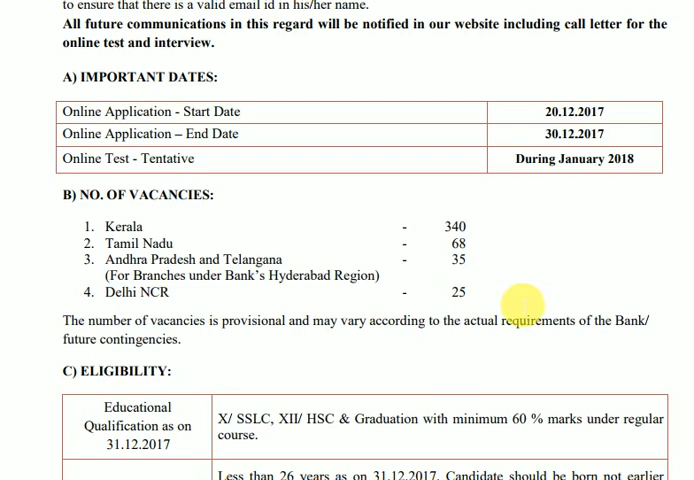 to ensure that there is a valid email id in his/her name.
All future communications in this regard will be notified in our website including call letter for the
online test and interview.
A) IMPORTANT DATES:
Online Application - Start Date 20.12.2017
Online Application – End Date 30.12.2017
Online Test - Tentative During January 2018
B) NO. OF VACANCIES:
1. Kerala - 340
2. Tamil Nadu - 68
3. Andhra Pradesh and Telangana - 35
(For Branches under Bank's Hyderabad Region)
4. Delhi NCR - 25
The number of vacancies is provisional and may vary according to the actual requirements of the Bank/
future contingencies.
C) ELIGIBILITY:
Educational
Qualification as on
31.12.2017
X/ SSLC, XII/ HSC & Graduation with minimum 60 % marks under regular
course.
Less than 26 years as on 31.12.2017. Candidate should be born not earlier